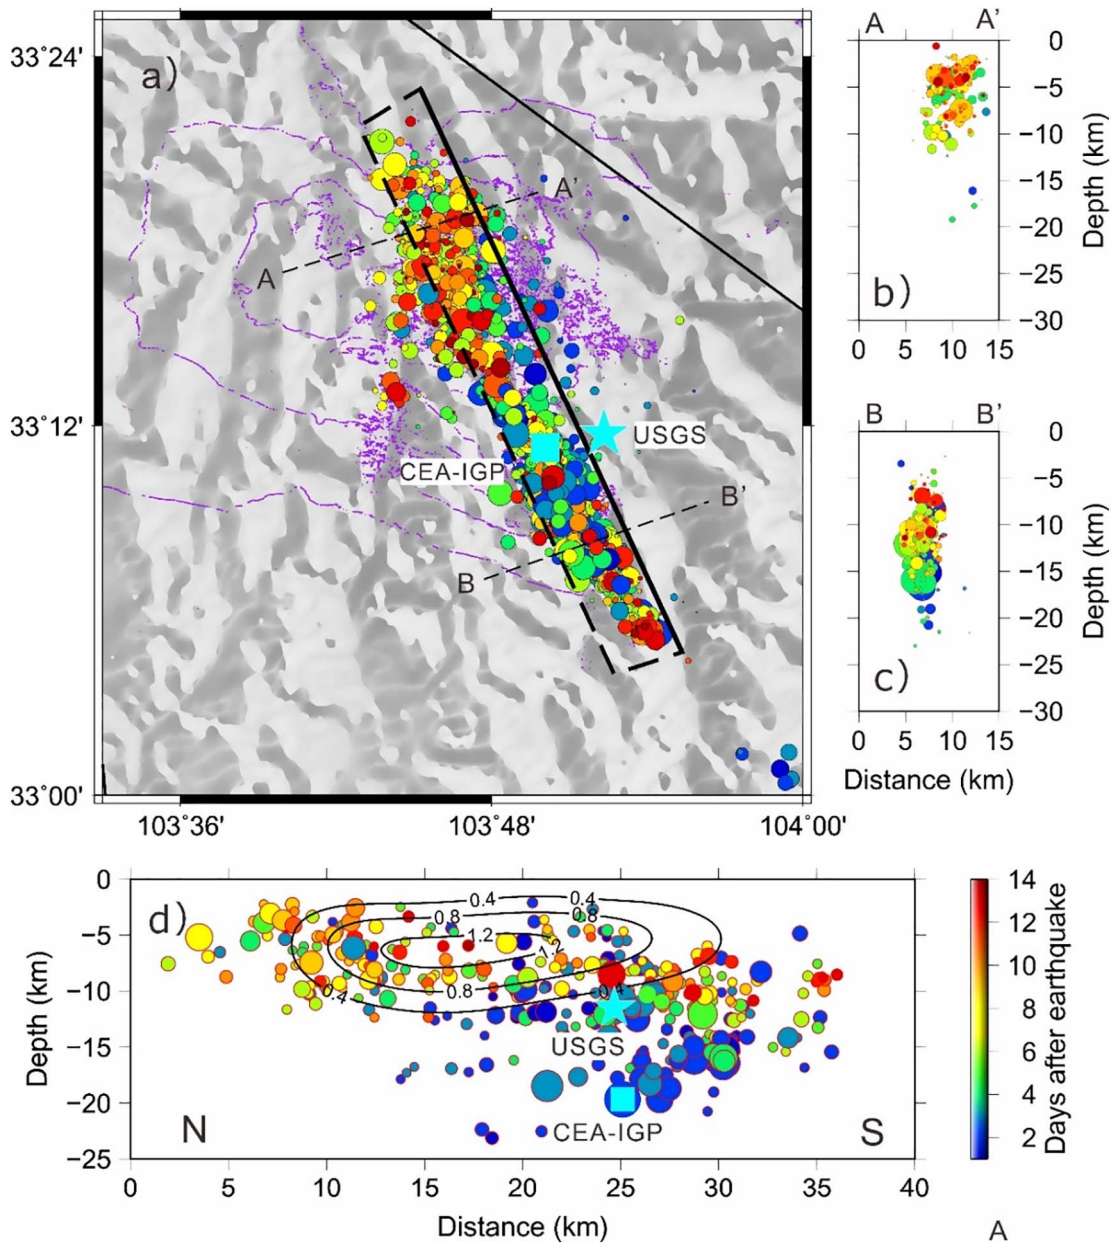 a)
33°24'
33°12'
33°00'
103°36'
103°48'
104°00'
A
A'
B
B'
USGS
CEA-IGP
A
A'
0
−5
−10
−15
−20
−25
−30
Depth (km)
b)
0
5
10
15
B
B'
0
−5
−10
−15
−20
−25
−30
Depth (km)
c)
0
5
10
15
Distance (km)
d)
0
−5
−10
−15
−20
−25
Depth (km)
0.4
0.4
0.8
0.8
1.2
1.2
0.8
0.4
0.4
USGS
CEA-IGP
N
S
0
5
10
15
20
25
30
35
40
Distance (km)
14
12
10
8
6
4
2
Days after earthquake
A